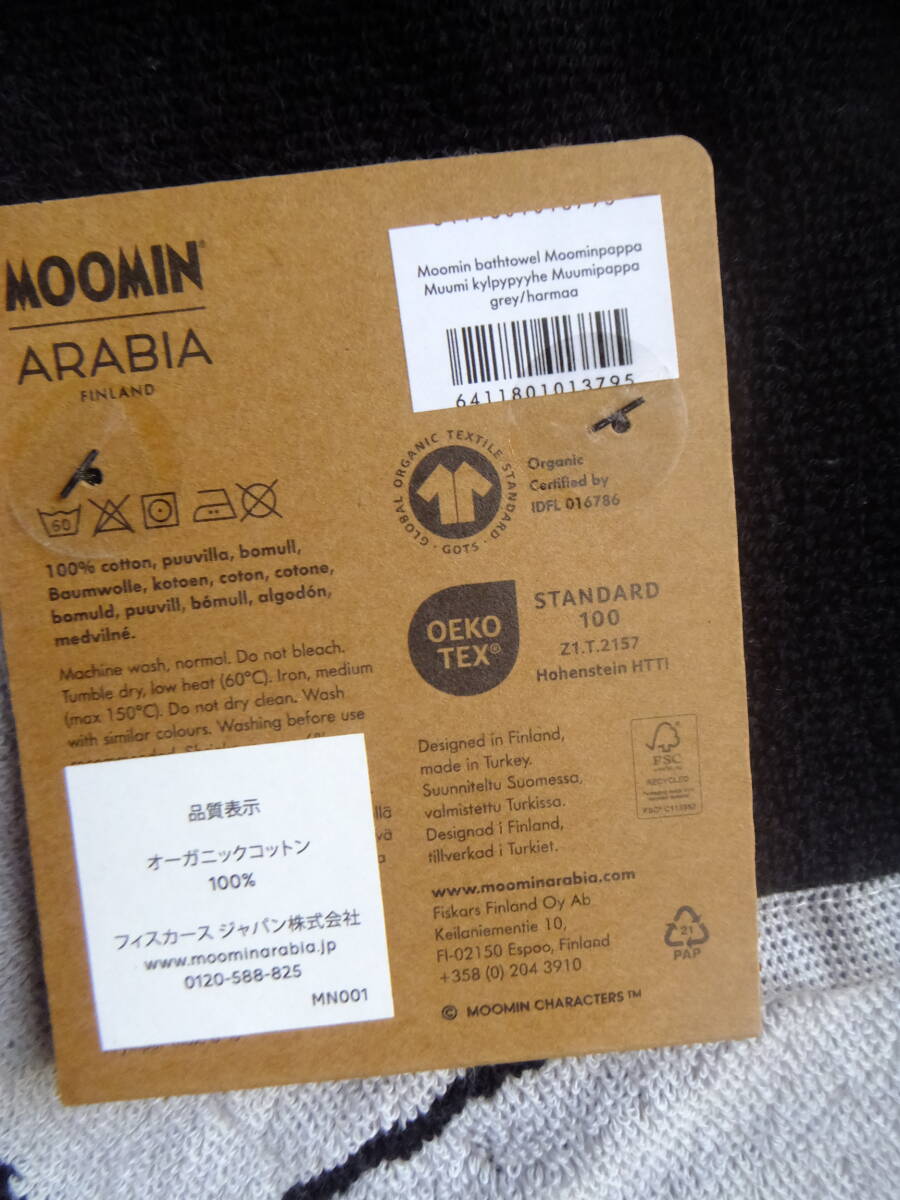 MOOMIN
ARABIA
FINLAND
60
100% cotton, puuvilla, bomull,
Baumwolle, kotoen, coton, cotone,
bomuld, puuvill, bómull, algodón,
medvilné.
Machine wash, normal. Do not bleach.
Tumble dry, low heat (60°C). Iron, medium
(max 150°C). Do not dry clean. Wash
with similar colours. Washing before use
品質表示
オーガニックコットン
100%
フィスカース ジャパン株式会社
www.moominarabia.jp
0120-588-825
MN001
Moomin bathtowel Moominpappa
Muumi kylpypyyhe Muumipappa
grey/harmaa
6411801013795
GLOBAL ORGANIC TEXTILE STANDARD · GOTS ·
Organic
Certified by
IDFL 016786
OEKO
TEX®
STANDARD
100
Z1.T.2157
Hohenstein HTTI
Designed in Finland,
made in Turkey.
Suunniteltu Suomessa,
valmistettu Turkissa.
Designad i Finland,
tillverkad i Turkiet.
FSC
RECYCLED
www.moominarabia.com
Fiskars Finland Oy Ab
Keilaniementie 10,
FI-02150 Espoo, Finland
+358 (0) 204 3910
21
PAP
© MOOMIN CHARACTERS™